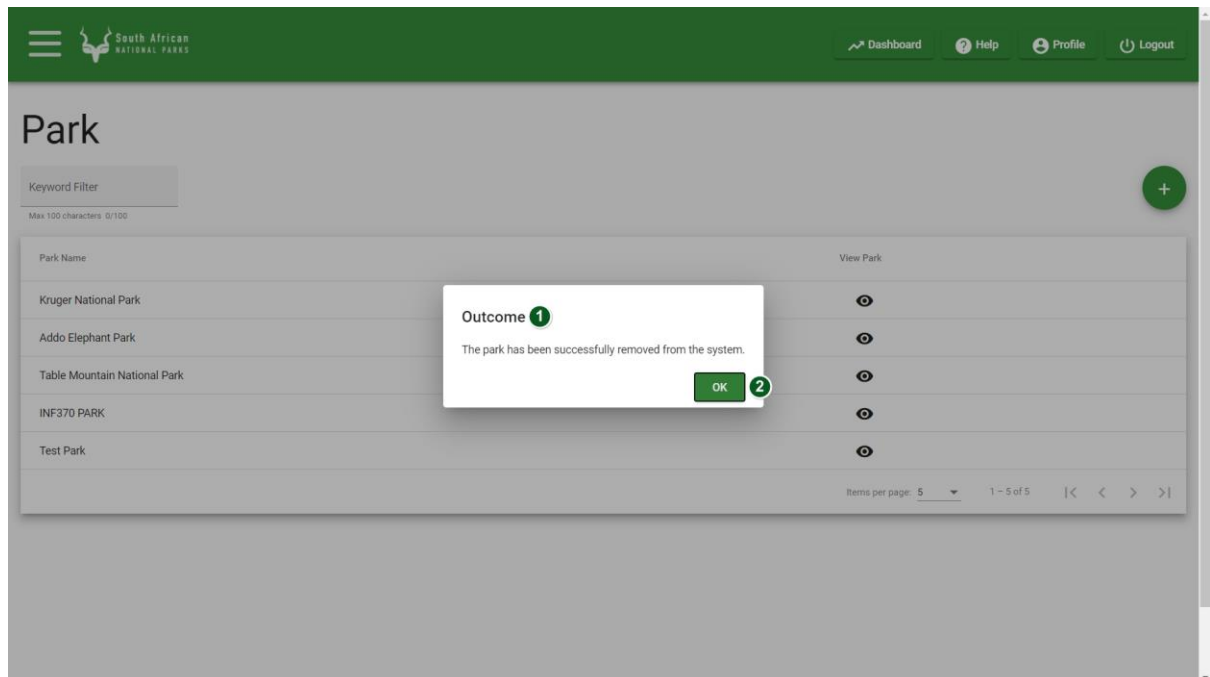 South African
NATIONAL PARKS
Dashboard
Help
Profile
Logout
Park
Keyword Filter
Max 100 characters 0/100
+
Park Name View Park
Kruger National Park
Addo Elephant Park
Table Mountain National Park
INF370 PARK
Test Park
Outcome 1
The park has been successfully removed from the system.
OK 2
Items per page: 5 1 – 5 of 5